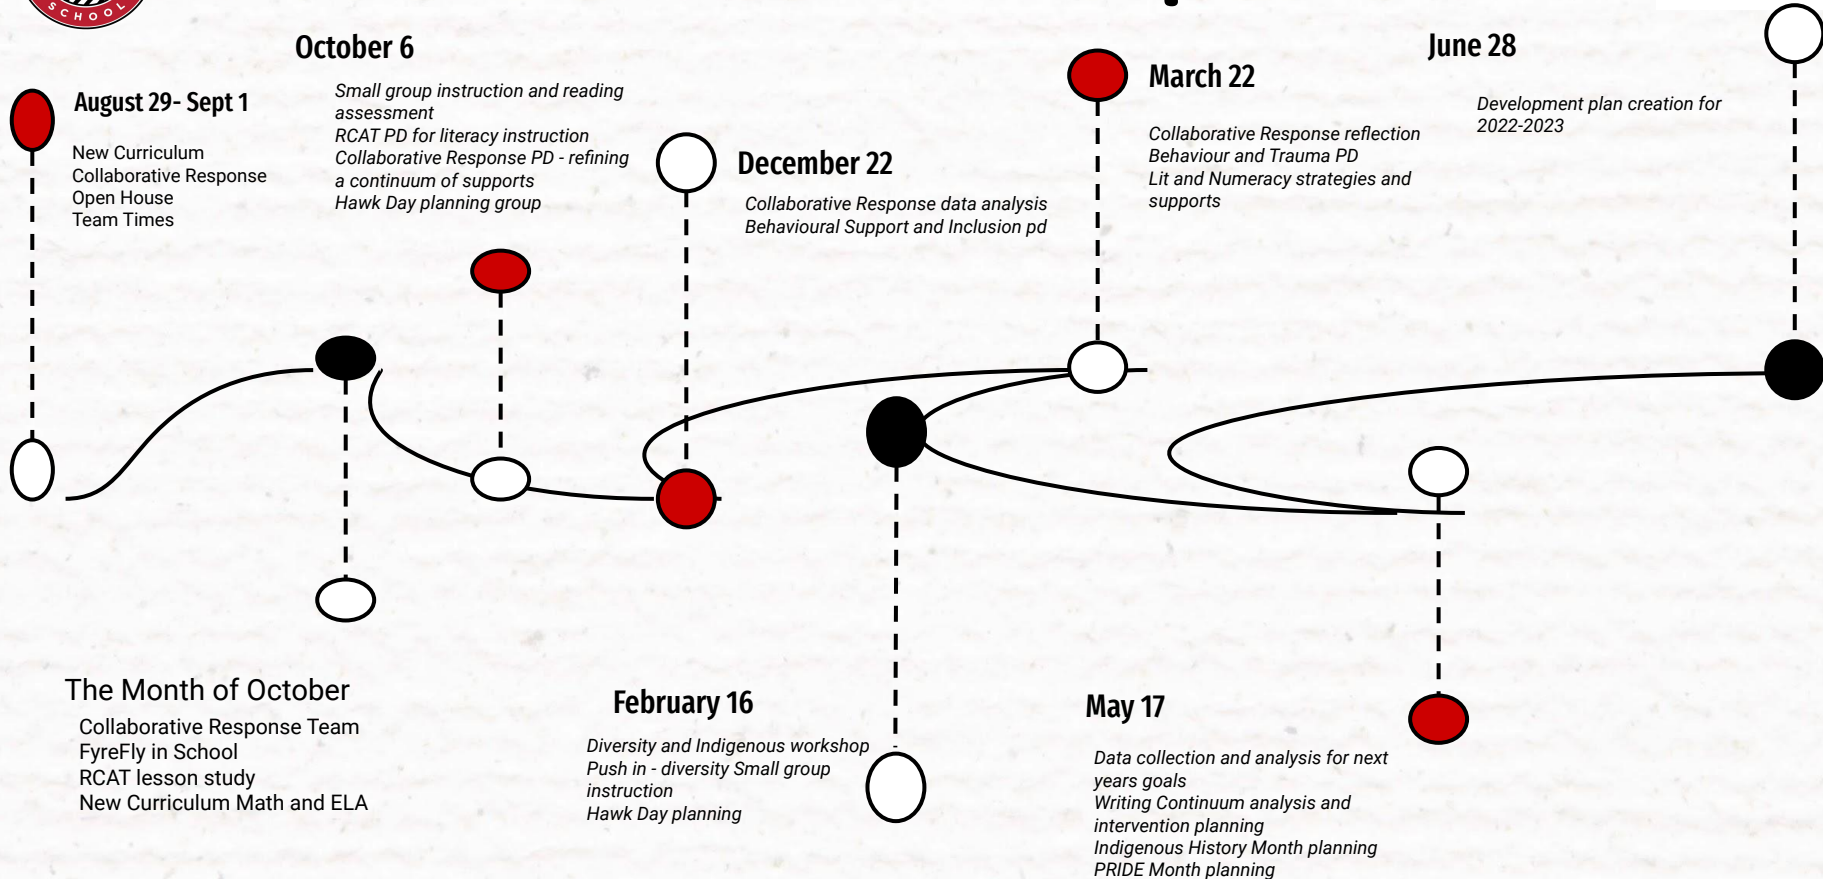 SCHOOL
October 6
Small group instruction and reading
assessment
RCAT PD for literacy instruction
Collaborative Response PD - refining
a continuum of supports
Hawk Day planning group
August 29- Sept 1
New Curriculum
Collaborative Response
Open House
Team Times
December 22
Collaborative Response data analysis
Behavioural Support and Inclusion pd
March 22
Collaborative Response reflection
Behaviour and Trauma PD
Lit and Numeracy strategies and
supports
June 28
Development plan creation for
2022-2023
The Month of October
Collaborative Response Team
FyreFly in School
RCAT lesson study
New Curriculum Math and ELA
February 16
Diversity and Indigenous workshop
Push in - diversity Small group
instruction
Hawk Day planning
May 17
Data collection and analysis for next
years goals
Writing Continuum analysis and
intervention planning
Indigenous History Month planning
PRIDE Month planning